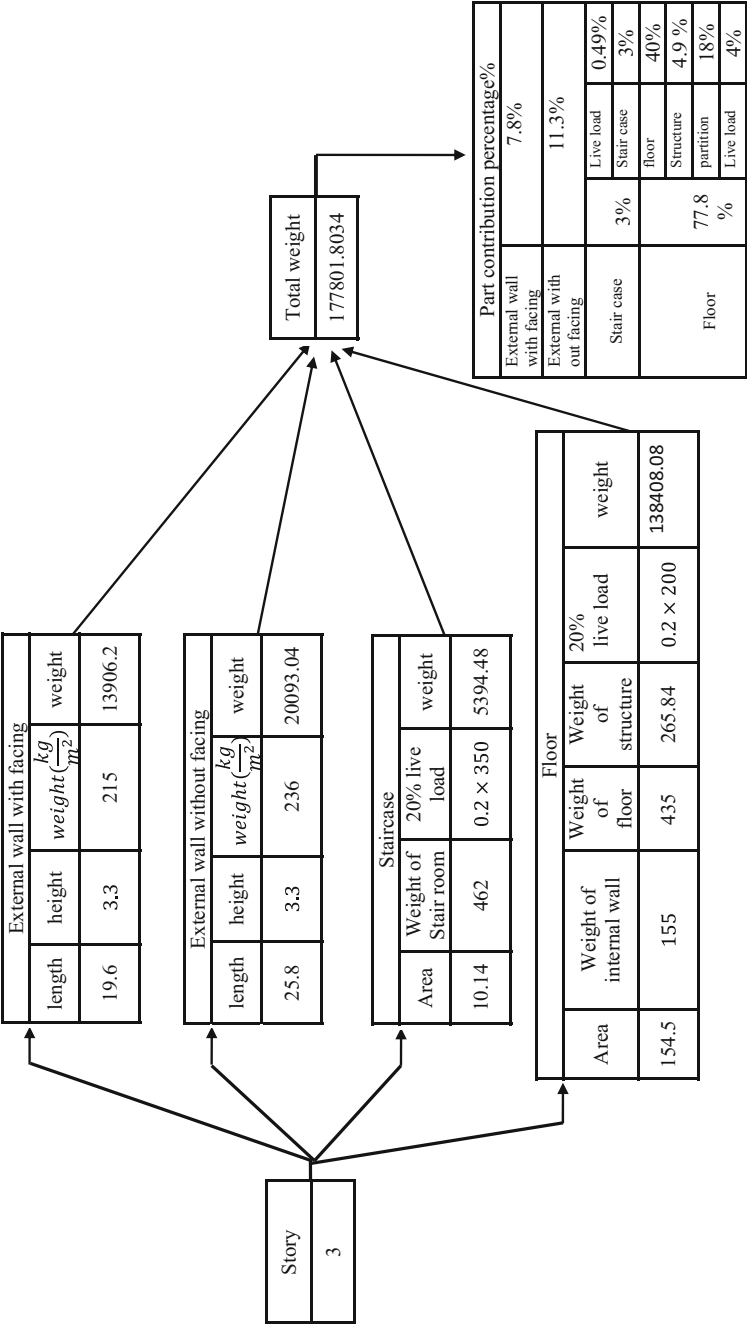 Story
3
External wall with facing
length height weight(kg/m²) weight
19.6 3.3 215 13906.2
External wall without facing
length height weight(kg/m²) weight
25.8 3.3 236 20093.04
Staircase
Area Weight of Stair room 20% live load weight
10.14 462 0.2 × 350 5394.48
Floor
Area Weight of internal wall Weight of floor Weight of structure 20% live load weight
154.5 155 435 265.84 0.2 × 200 138408.08
Total weight
177801.8034
Part contribution percentage%
External wall with facing 7.8%
External with out facing 11.3%
Stair case 3% Live load 0.49%
Stair case 3%
Floor 77.8 % floor 40%
Structure 4.9 %
partition 18%
Live load 4%